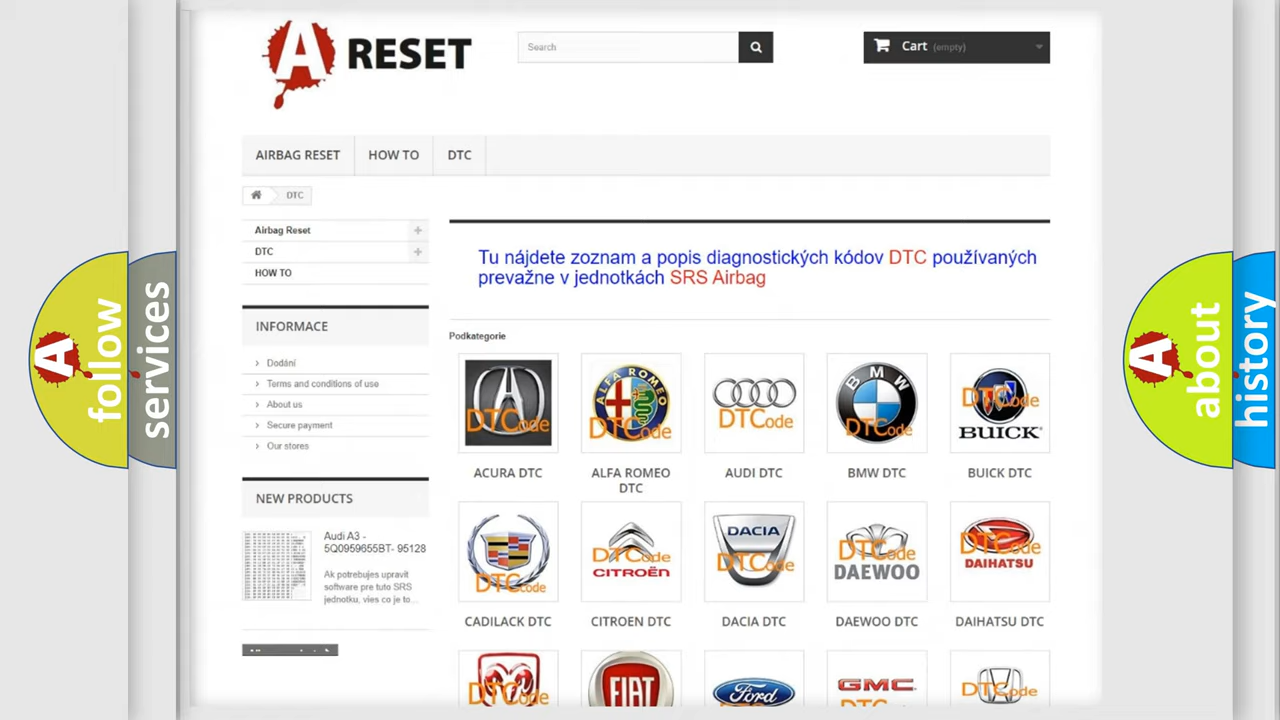 A RESET
Search
Cart (empty)
AIRBAG RESET
HOW TO
DTC
DTC
Airbag Reset
DTC
HOW TO
Tu nájdete zoznam a popis diagnostických kódov DTC používaných
prevažne v jednotkách SRS Airbag
INFORMACE
Dodání
Terms and conditions of use
About us
Secure payment
Our stores
Podkategorie
DTCode
ALFA ROMEO
DTCode
DTCode
BMW
DTCode
DTCode
BUICK
ACURA DTC
ALFA ROMEO
DTC
AUDI DTC
BMW DTC
BUICK DTC
NEW PRODUCTS
Audi A3 -
5Q0959655BT- 95128
Ak potrebujes upravit
software pre tuto SRS
jednotku, vies co je to...
DTCode
DTCode
CITROËN
DACIA
DTCode
DTCode
DAEWOO
DTCode
DAIHATSU
CADILACK DTC
CITROEN DTC
DACIA DTC
DAEWOO DTC
DAIHATSU DTC
DTCode
FIAT
Ford
GMC
DTCode
A follow
services
A about
history